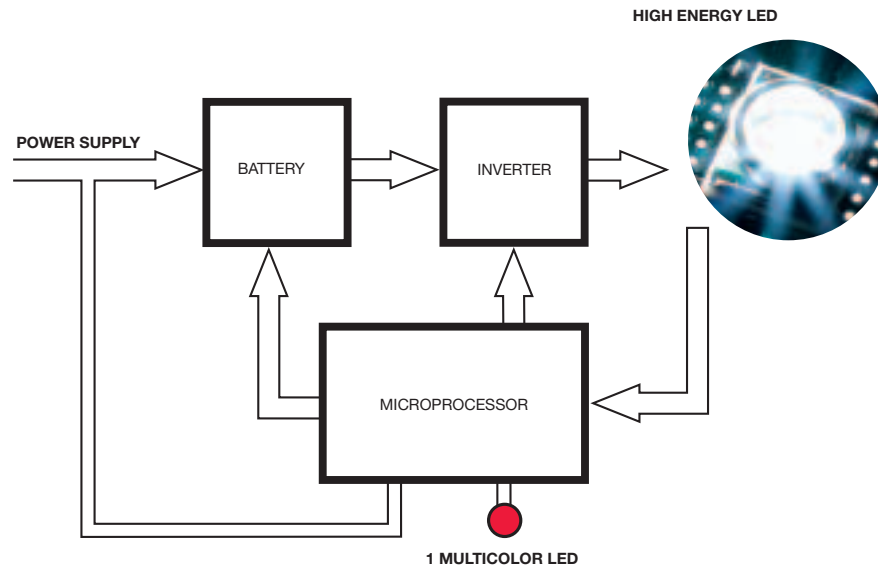 HIGH ENERGY LED
POWER SUPPLY
BATTERY
INVERTER
MICROPROCESSOR
1 MULTICOLOR LED